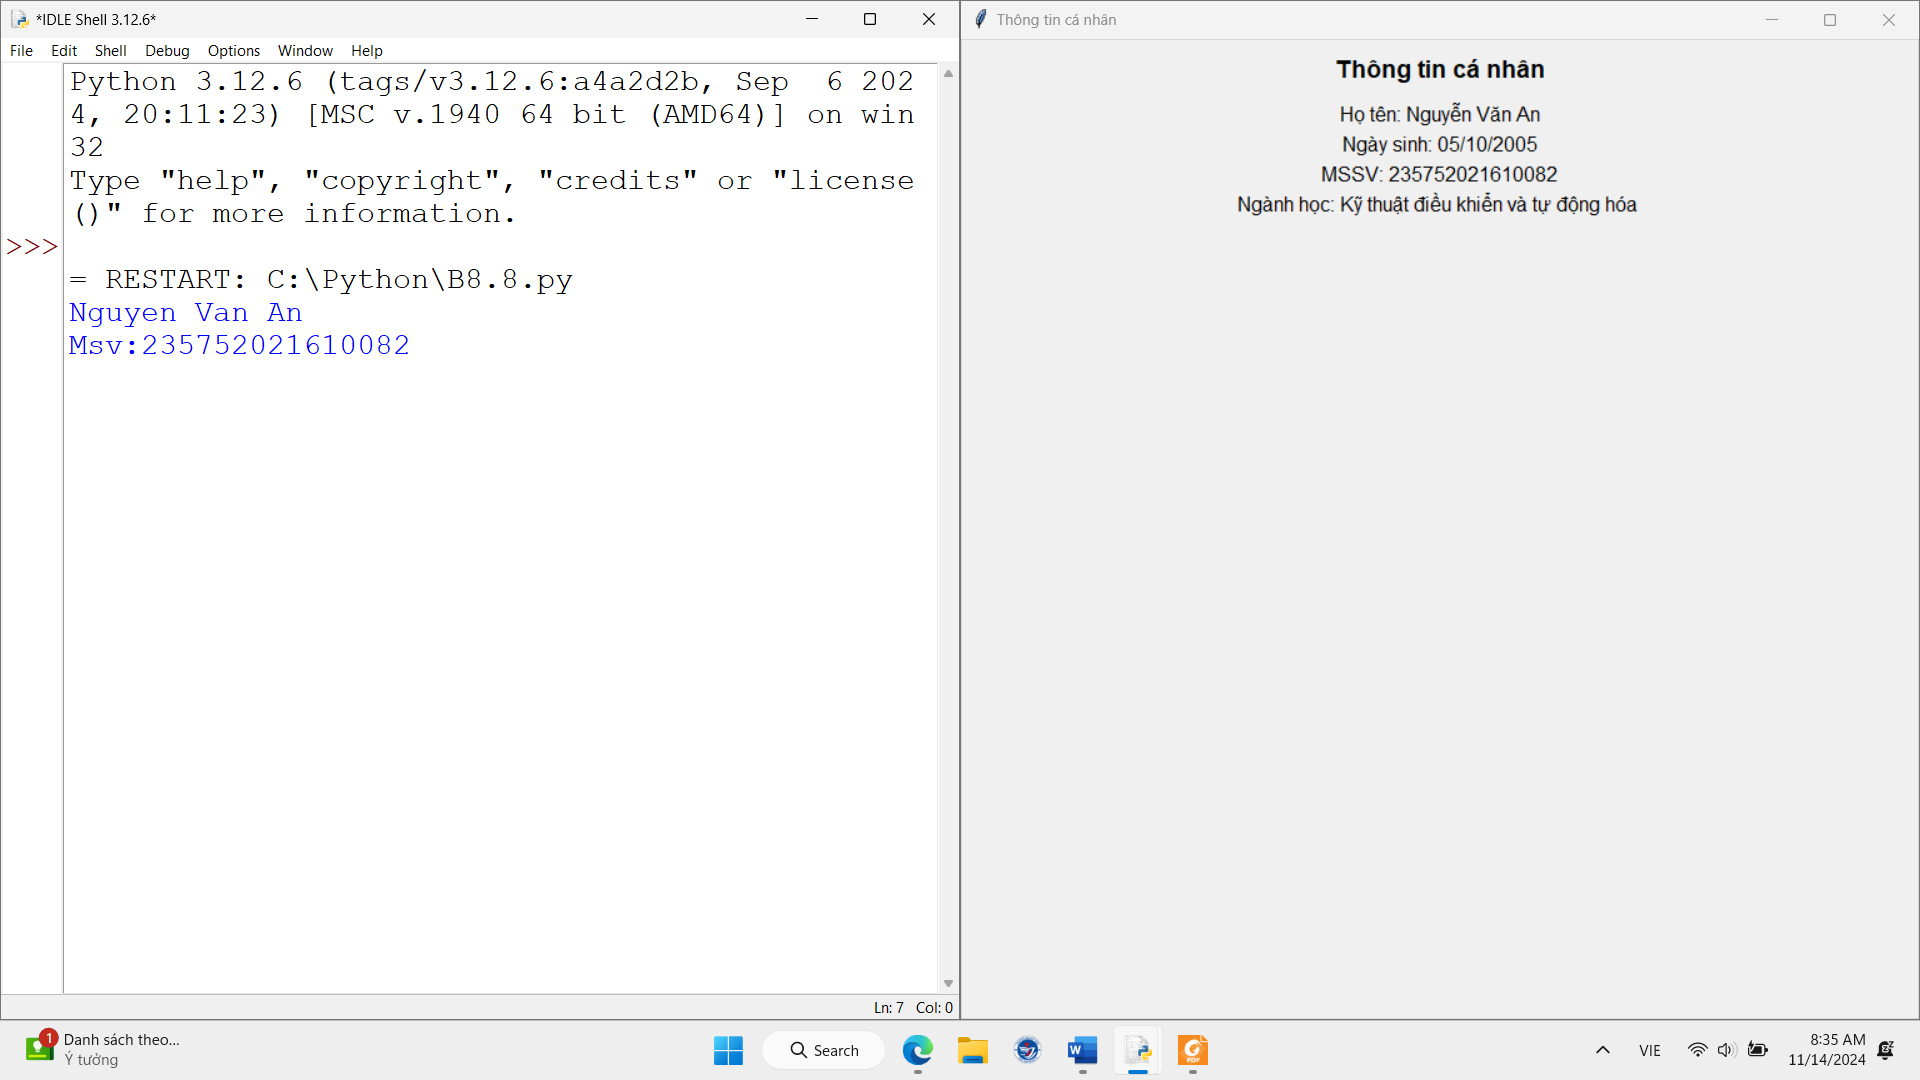 *IDLE Shell 3.12.6*
File Edit Shell Debug Options Window Help
Python 3.12.6 (tags/v3.12.6:a4a2d2b, Sep  6 202
4, 20:11:23) [MSC v.1940 64 bit (AMD64)] on win
32
Type "help", "copyright", "credits" or "license
()" for more information.
>>>
= RESTART: C:\Python\B8.8.py
Nguyen Van An
Msv:235752021610082
Ln: 7 Col: 0
Thông tin cá nhân
Thông tin cá nhân
Họ tên: Nguyễn Văn An
Ngày sinh: 05/10/2005
MSSV: 235752021610082
Ngành học: Kỹ thuật điều khiển và tự động hóa
1
Danh sách theo...
Ý tưởng
Search
W
PDF
VIE
8:35 AM
11/14/2024